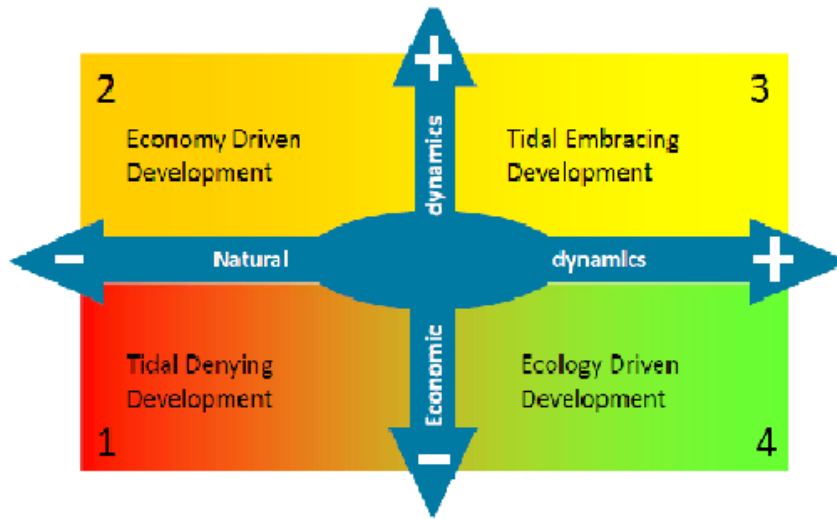 +
2
3
Economy Driven
Development
dynamics
Tidal Embracing
Development
−
Natural
dynamics
+
Tidal Denying
Development
Economic
Ecology Driven
Development
1
−
4